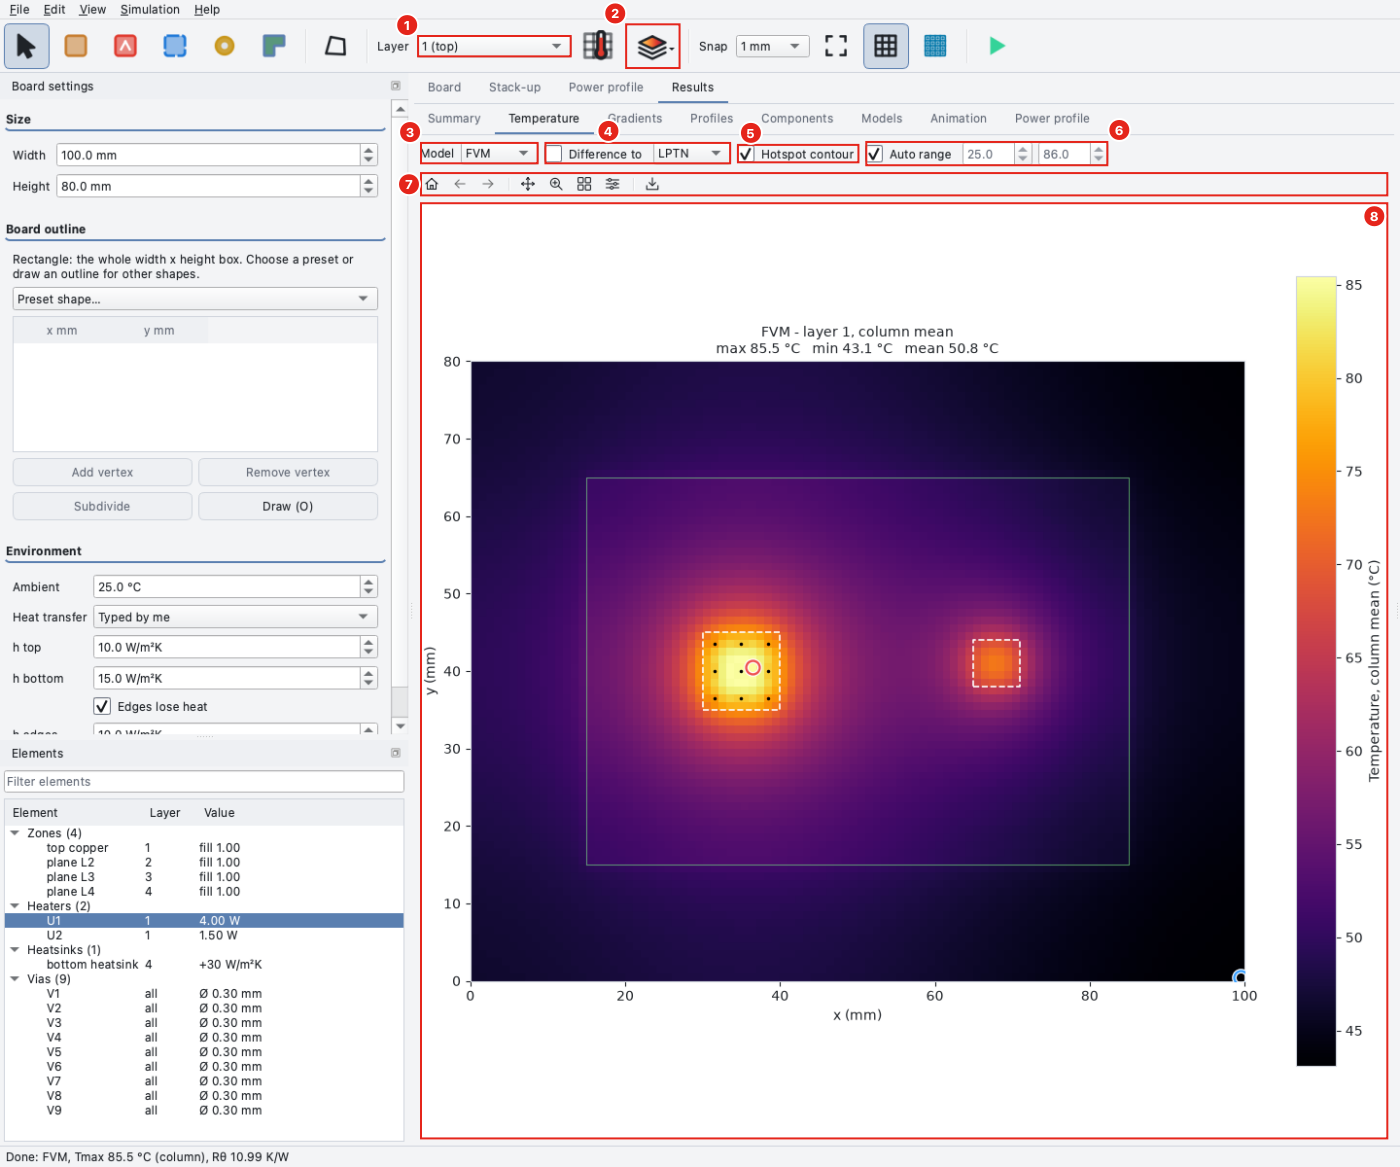 File Edit View Simulation Help
1 2
Layer 1 (top) Snap 1 mm
Board settings
Board Stack-up Power profile Results
Summary Temperature Gradients Profiles Components Models Animation Power profile
3 4 5 6
Model FVM Difference to LPTN Hotspot contour Auto range 25.0 86.0
7
8
Size
Width 100.0 mm
Height 80.0 mm
Board outline
Rectangle: the whole width x height box. Choose a preset or
draw an outline for other shapes.
Preset shape...
x mm y mm
Add vertex Remove vertex
Subdivide Draw (O)
Environment
Ambient 25.0 °C
Heat transfer Typed by me
h top 10.0 W/m²K
h bottom 15.0 W/m²K
Edges lose heat
h edges 10.0 W/m²K
Elements
Filter elements
Element Layer Value
Zones (4)
top copper 1 fill 1.00
plane L2 2 fill 1.00
plane L3 3 fill 1.00
plane L4 4 fill 1.00
Heaters (2)
U1 1 4.00 W
U2 1 1.50 W
Heatsinks (1)
bottom heatsink 4 +30 W/m²K
Vias (9)
V1 all Ø 0.30 mm
V2 all Ø 0.30 mm
V3 all Ø 0.30 mm
V4 all Ø 0.30 mm
V5 all Ø 0.30 mm
V6 all Ø 0.30 mm
V7 all Ø 0.30 mm
V8 all Ø 0.30 mm
V9 all Ø 0.30 mm
FVM - layer 1, column mean
max 85.5 °C min 43.1 °C mean 50.8 °C
80
70
60
50
40
30
20
10
0
y (mm)
0 20 40 60 80 100
x (mm)
85
80
75
70
65
60
55
50
45
Temperature, column mean (°C)
Done: FVM, Tmax 85.5 °C (column), Rθ 10.99 K/W